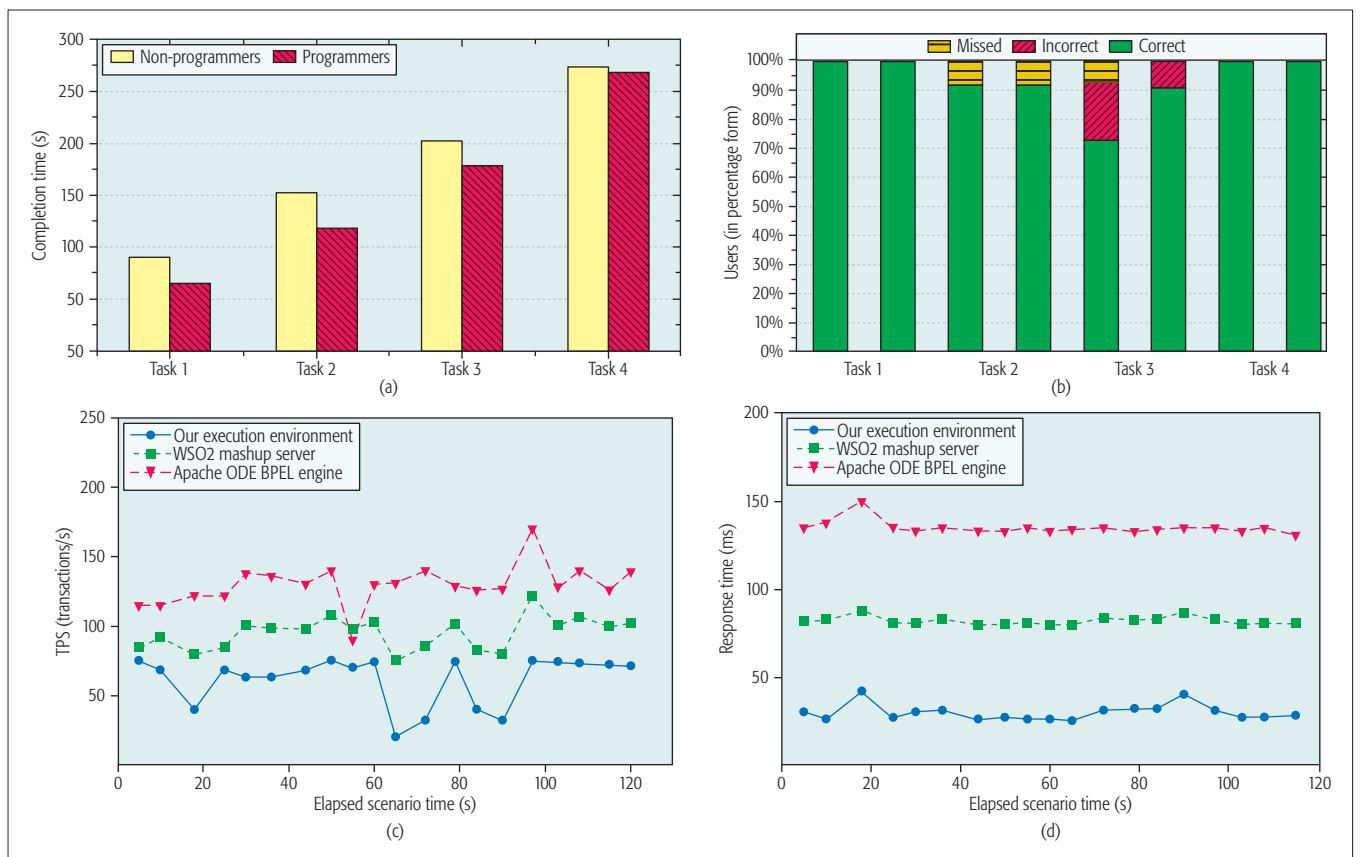 300
250
200
150
100
50
50
Completion time (s)
Non-programmers
Programmers
Task 1
Task 2
Task 3
Task 4
(a)
Missed
Incorrect
Correct
100%
90%
80%
70%
60%
50%
40%
30%
20%
10%
0%
Users (in percentage form)
Task 1
Task 2
Task 3
Task 4
(b)
250
200
150
100
50
TPS (transactions/s)
Our execution environment
WSO2 mashup server
Apache ODE BPEL engine
0
20
40
60
80
100
120
Elapsed scenario time (s)
(c)
200
150
100
50
Response time (ms)
Our execution environment
WSO2 mashup server
Apache ODE BPEL engine
0
20
40
60
80
100
120
Elapsed scenario time (s)
(d)